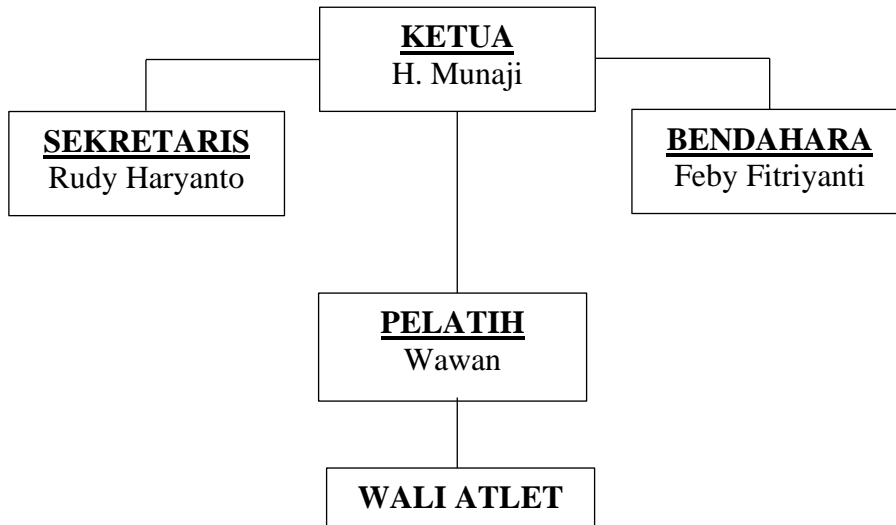 KETUA
H. Munaji
SEKRETARIS
Rudy Haryanto
BENDAHARA
Feby Fitriyanti
PELATIH
Wawan
WALI ATLET